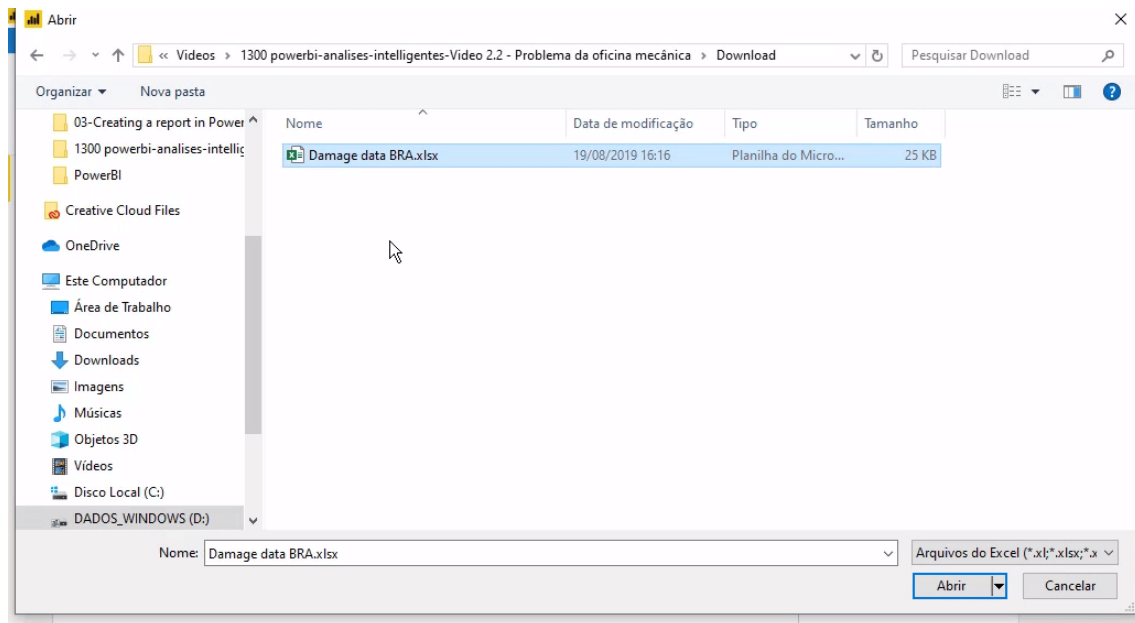 Abrir
« Videos › 1300 powerbi-analises-intelligentes-Video 2.2 - Problema da oficina mecânica › Download
Pesquisar Download
Organizar
Nova pasta
03-Creating a report in Power
1300 powerbi-analises-intellig
PowerBI
Creative Cloud Files
OneDrive
Este Computador
Área de Trabalho
Documentos
Downloads
Imagens
Músicas
Objetos 3D
Vídeos
Disco Local (C:)
DADOS_WINDOWS (D:)
Nome Data de modificação Tipo Tamanho
Damage data BRA.xlsx 19/08/2019 16:16 Planilha do Micro... 25 KB
Nome: Damage data BRA.xlsx
Arquivos do Excel (*.xl;*.xlsx;*.x
Abrir Cancelar